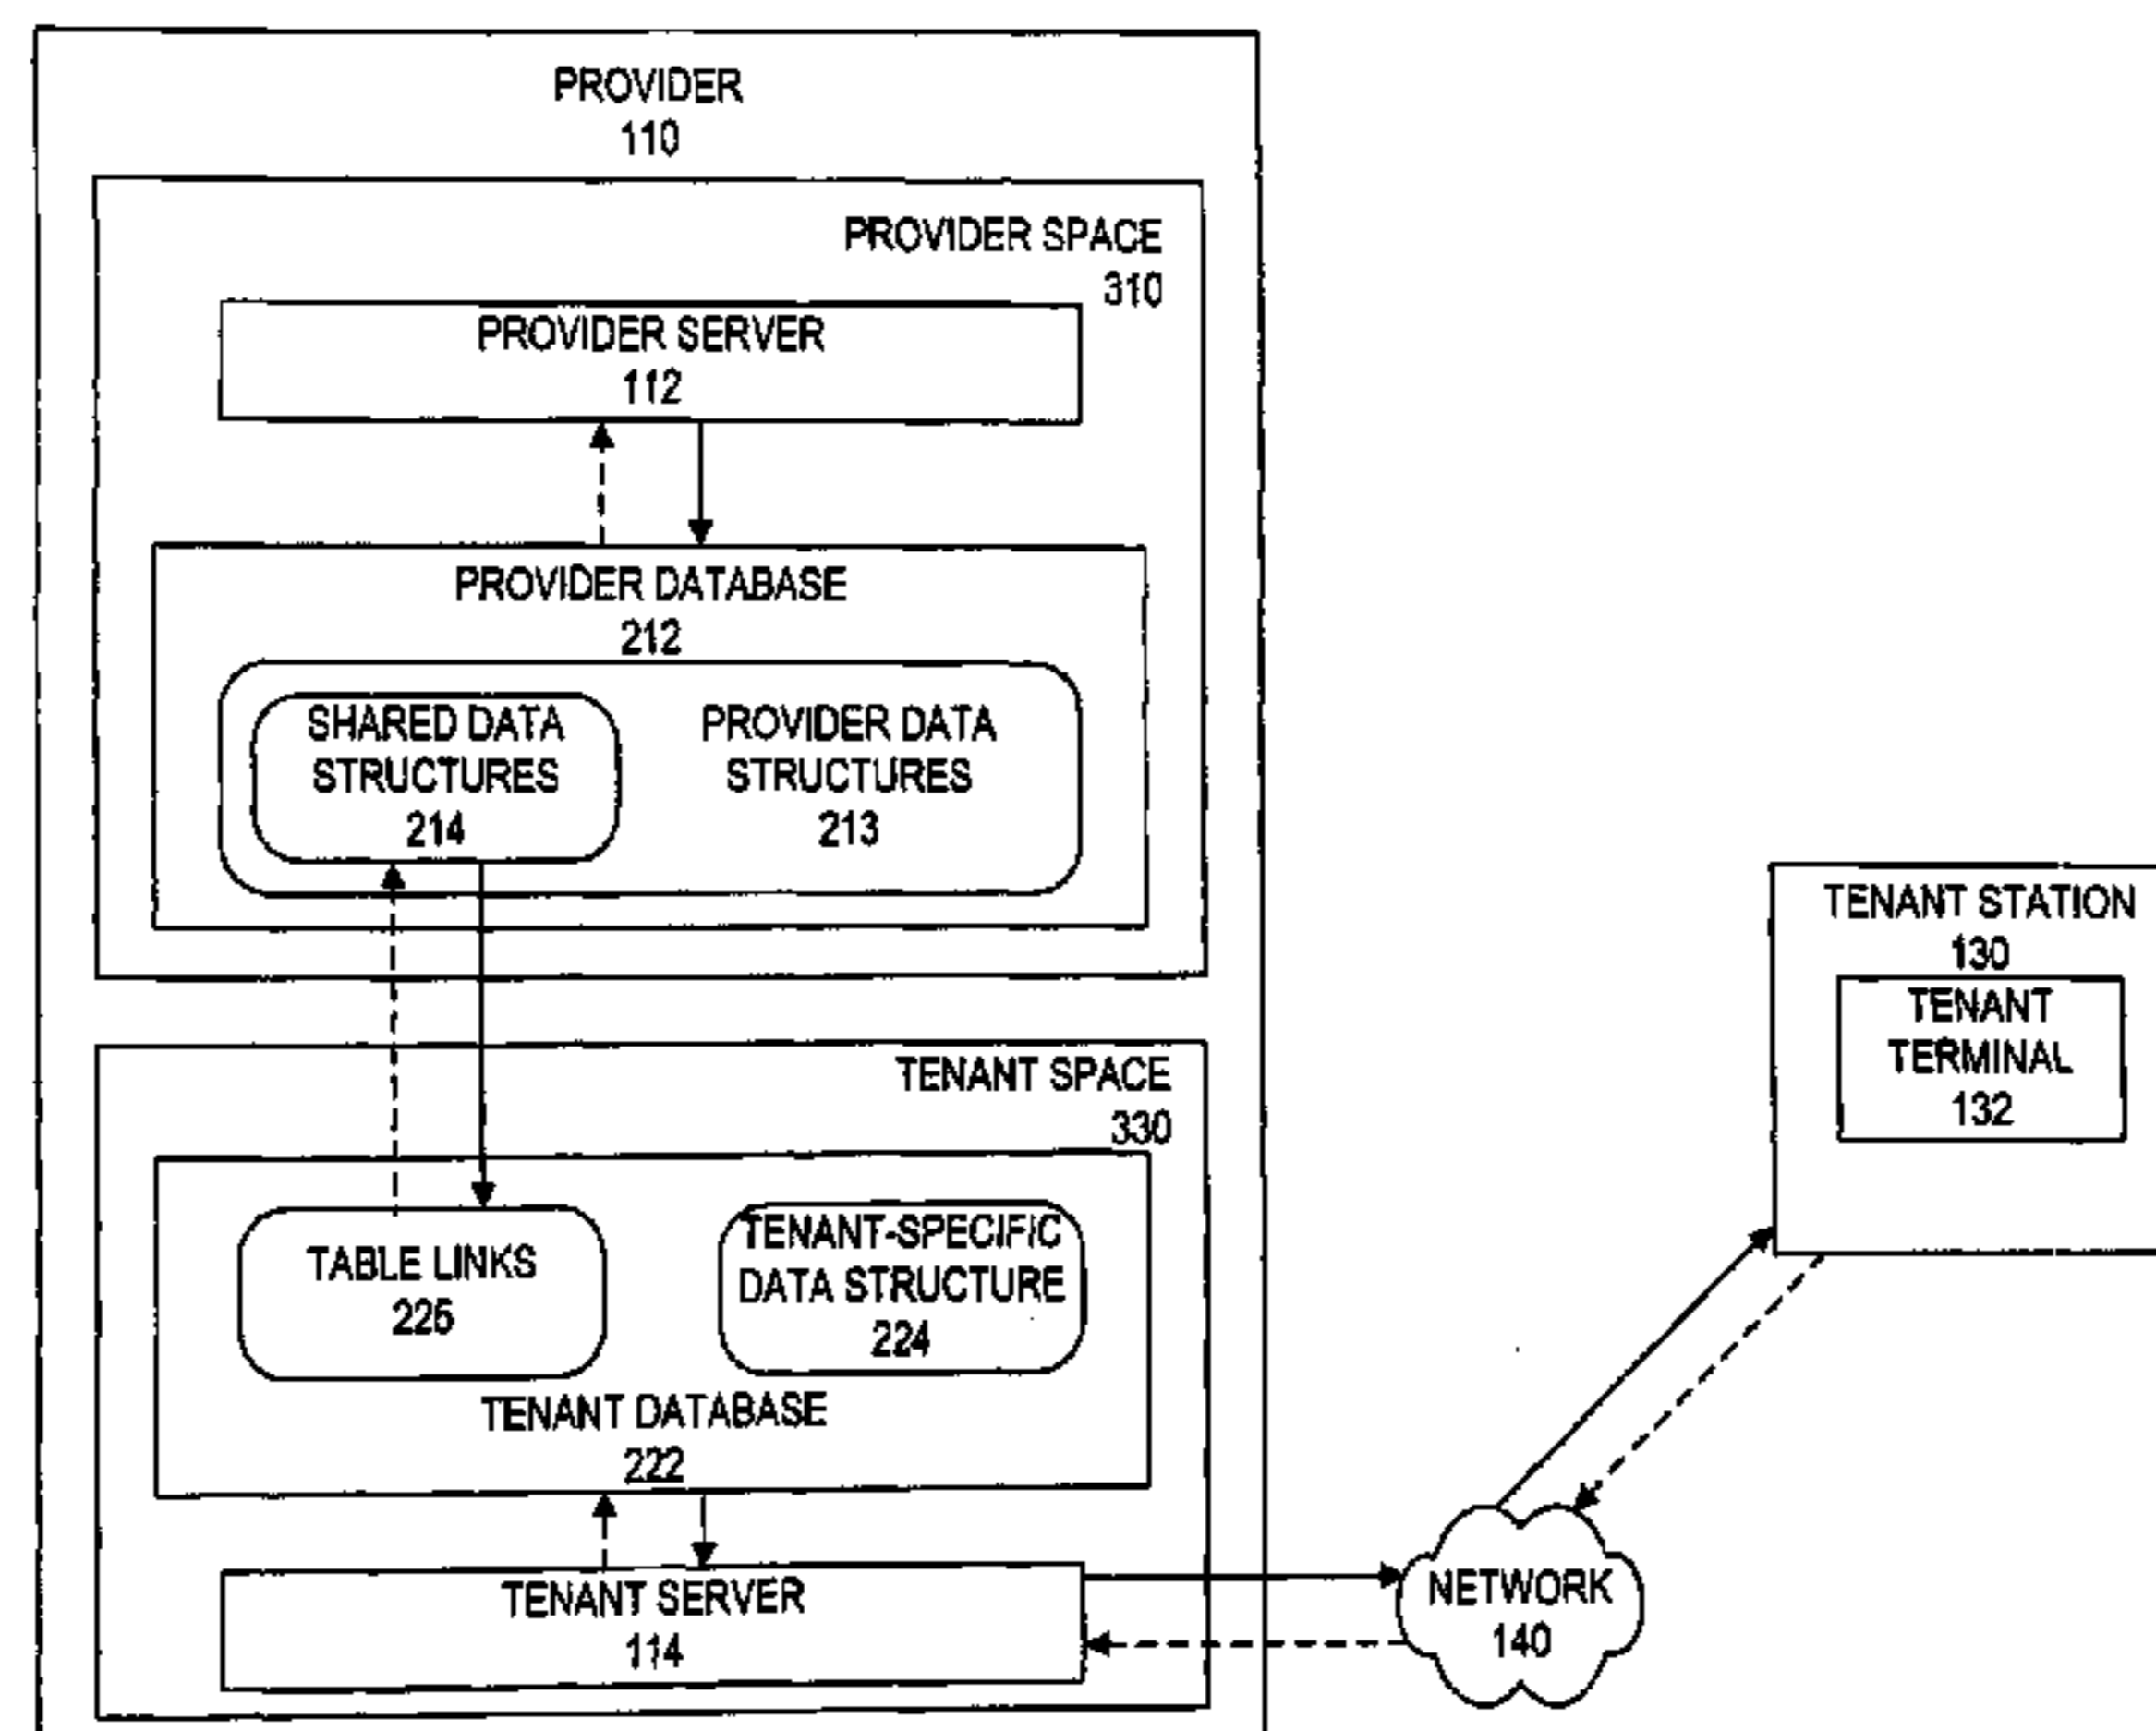 PROVIDER
110
PROVIDER SPACE
310
PROVIDER SERVER
112
PROVIDER DATABASE
212
SHARED DATA
STRUCTURES
214
PROVIDER DATA
STRUCTURES
213
TENANT SPACE
330
TABLE LINKS
225
TENANT-SPECIFIC
DATA STRUCTURE
224
TENANT DATABASE
222
TENANT SERVER
114
NETWORK
140
TENANT STATION
130
TENANT
TERMINAL
132